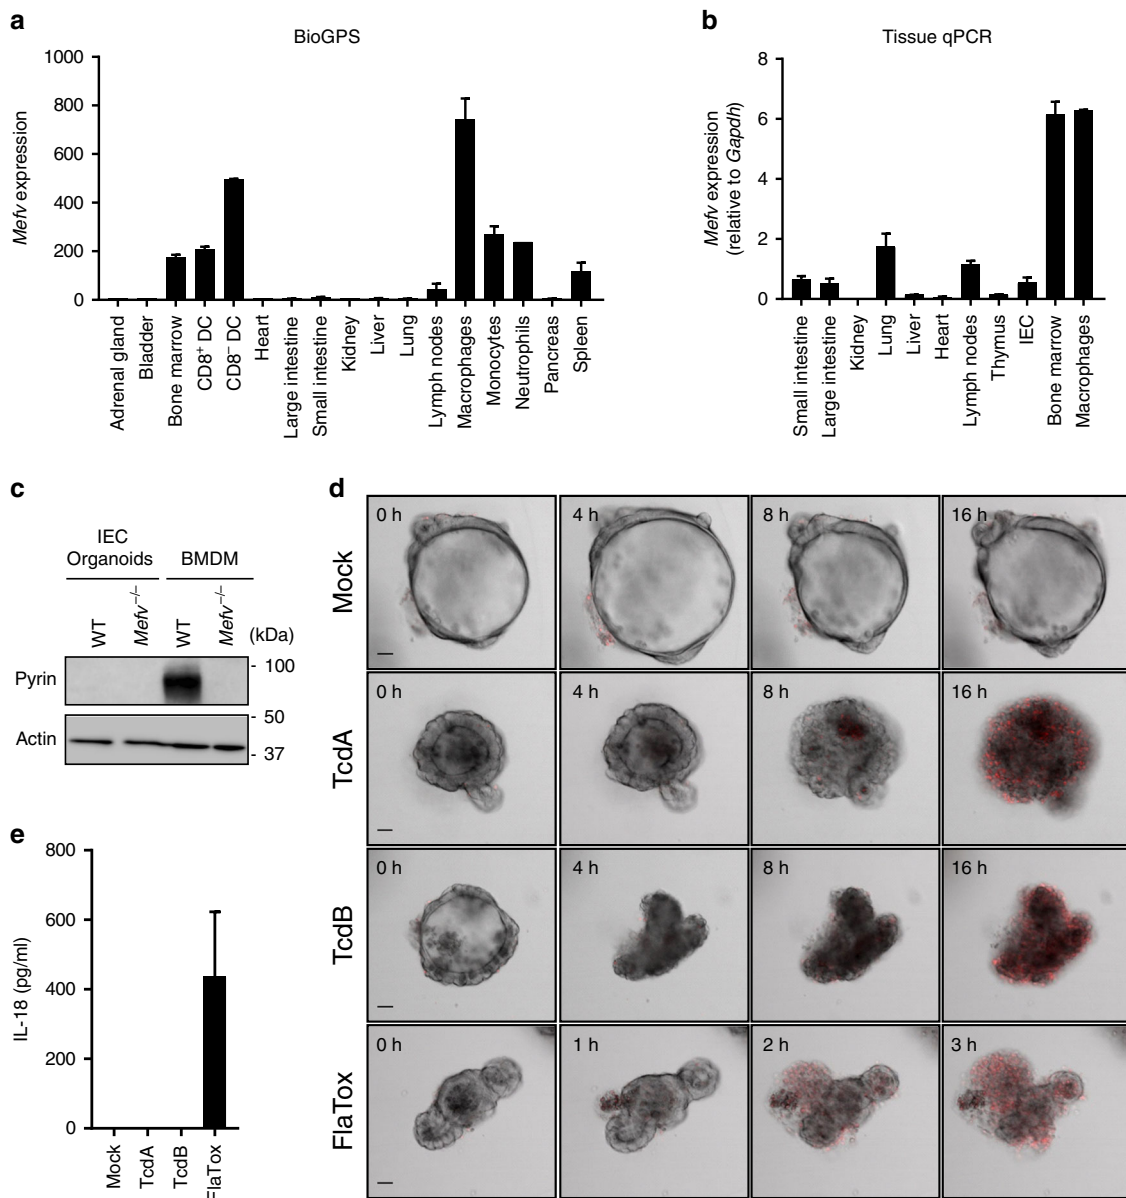 a
BioGPS
Mefv expression
1000
800
600
400
200
0
Adrenal gland
Bladder
Bone marrow
CD8+ DC
CD8− DC
Heart
Large intestine
Small intestine
Kidney
Liver
Lung
Lymph nodes
Macrophages
Monocytes
Neutrophils
Pancreas
Spleen
b
Tissue qPCR
Mefv expression
(relative to Gapdh)
8
6
4
2
0
Small intestine
Large intestine
Kidney
Lung
Liver
Heart
Lymph nodes
Thymus
IEC
Bone marrow
Macrophages
c
IEC
Organoids
BMDM
WT
Mefv−/−
WT
Mefv−/−
(kDa)
Pyrin
- 100
Actin
- 50
- 37
d
Mock
0 h
4 h
8 h
16 h
TcdA
0 h
4 h
8 h
16 h
TcdB
0 h
4 h
8 h
16 h
FlaTox
0 h
1 h
2 h
3 h
e
IL-18 (pg/ml)
800
600
400
200
0
Mock
TcdA
TcdB
FlaTox